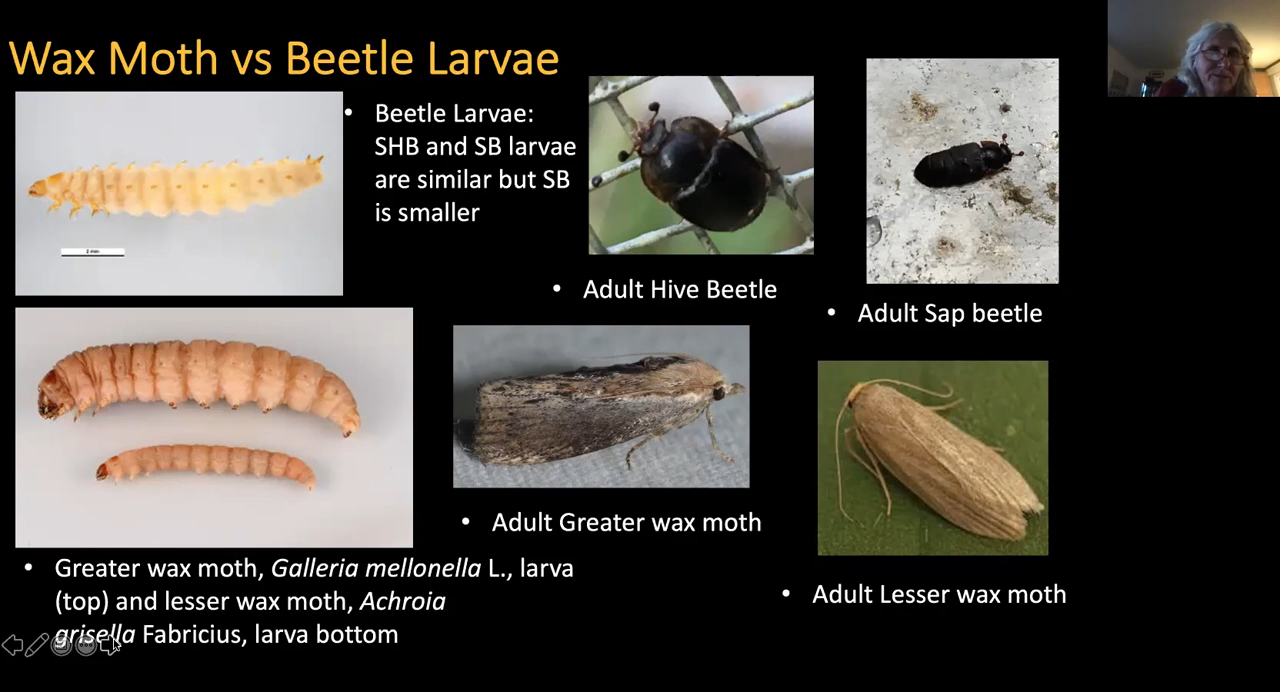 Wax Moth vs Beetle Larvae
• Beetle Larvae:
SHB and SB larvae
are similar but SB
is smaller
2 mm
• Adult Hive Beetle
• Adult Sap beetle
• Adult Greater wax moth
• Adult Lesser wax moth
• Greater wax moth, Galleria mellonella L., larva
(top) and lesser wax moth, Achroia
grisella Fabricius, larva bottom